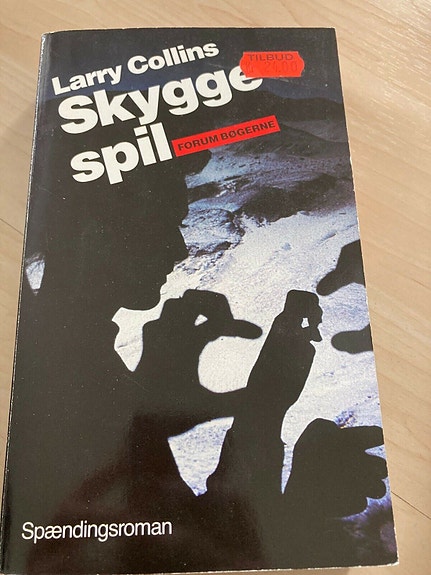 Larry Collins
TILBUD
Skygge
spil
FORUM BØGERNE
Spændingsroman